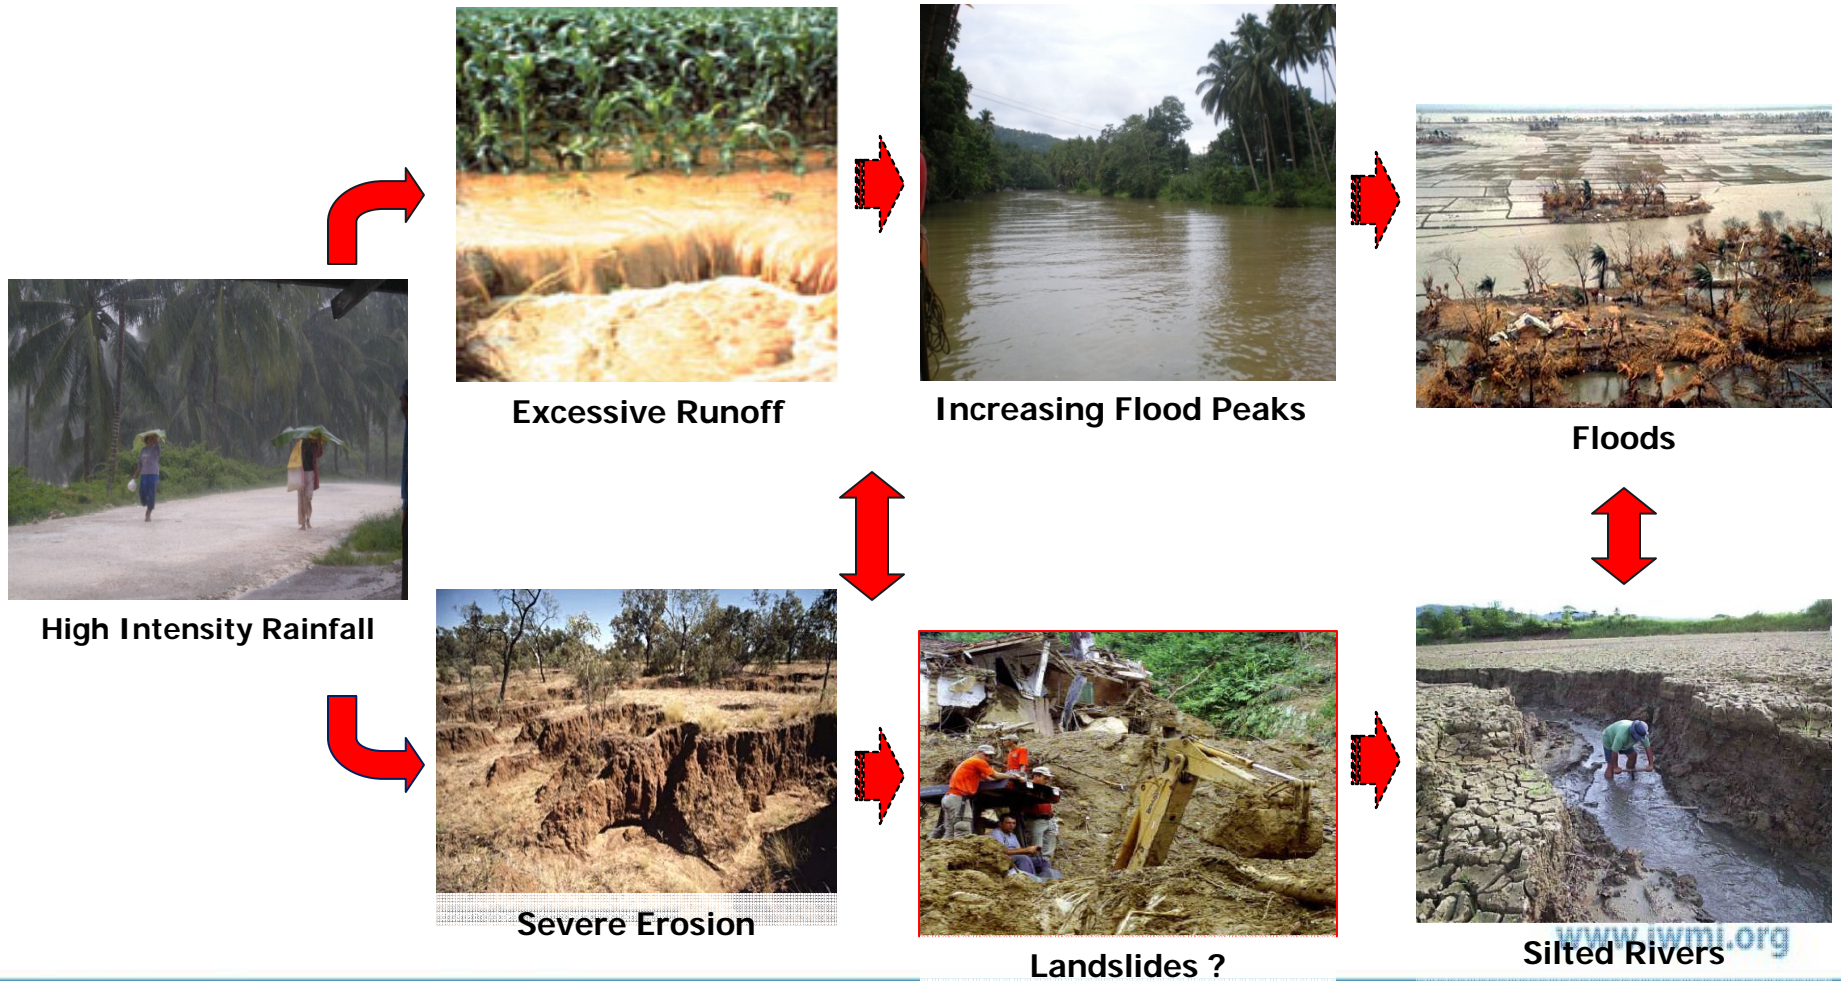 Excessive Runoff
Increasing Flood Peaks
Floods
High Intensity Rainfall
Severe Erosion
Landslides ?
www.iwmi.org
Silted Rivers